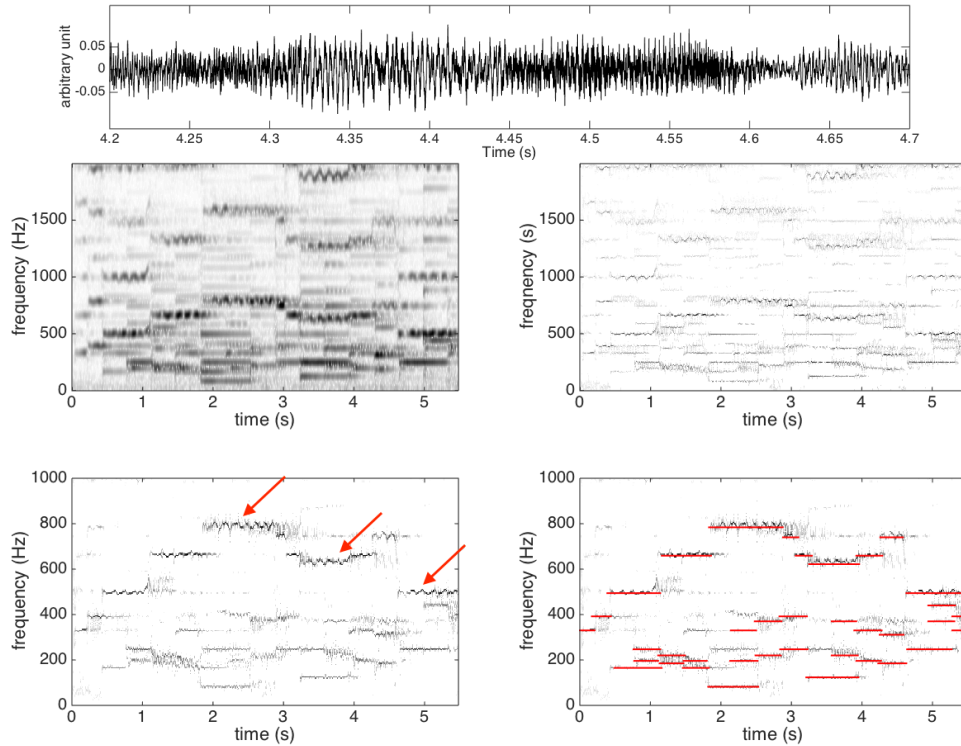 arbitrary unit
0.05
0
-0.05
4.2 4.25 4.3 4.35 4.4 4.45 4.5 4.55 4.6 4.65 4.7
Time (s)
frequency (Hz)
1500
1000
500
0
0 1 2 3 4 5
time (s)
freqnency (s)
1500
1000
500
0
0 1 2 3 4 5
time (s)
frequency (Hz)
1000
800
600
400
200
0
0 1 2 3 4 5
time (s)
frequency (Hz)
1000
800
600
400
200
0
0 1 2 3 4 5
time (s)